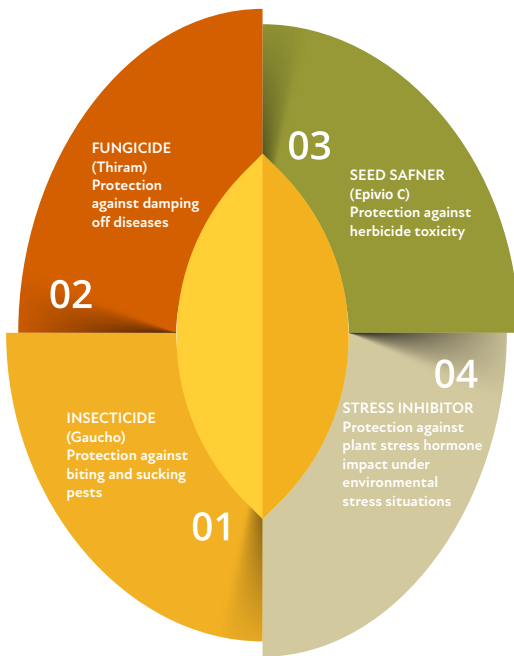 FUNGICIDE
(Thiram)
Protection
against damping
off diseases
02
03
SEED SAFNER
(Epivio C)
Protection against
herbicide toxicity
INSECTICIDE
(Gaucho)
Protection against
biting and sucking
pests
01
04
STRESS INHIBITOR
Protection against
plant stress hormone
impact under
environmental
stress situations